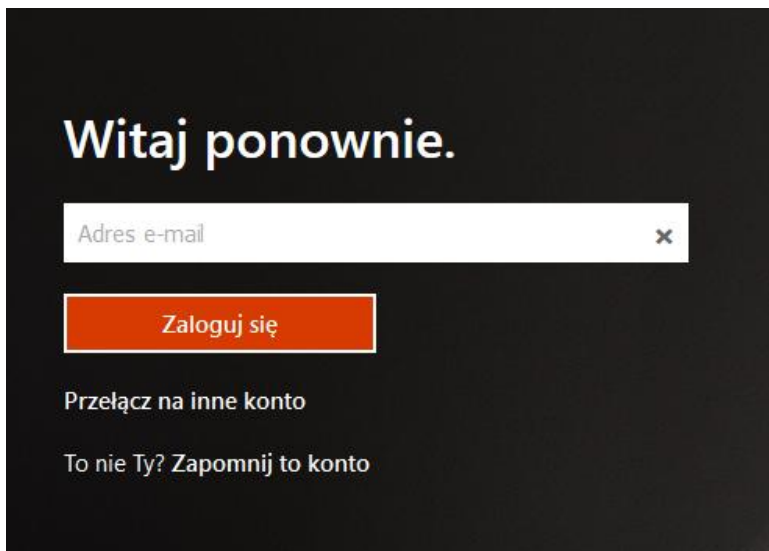 Witaj ponownie.
Adres e-mail
Zaloguj się
Przełącz na inne konto
To nie Ty? Zapomnij to konto